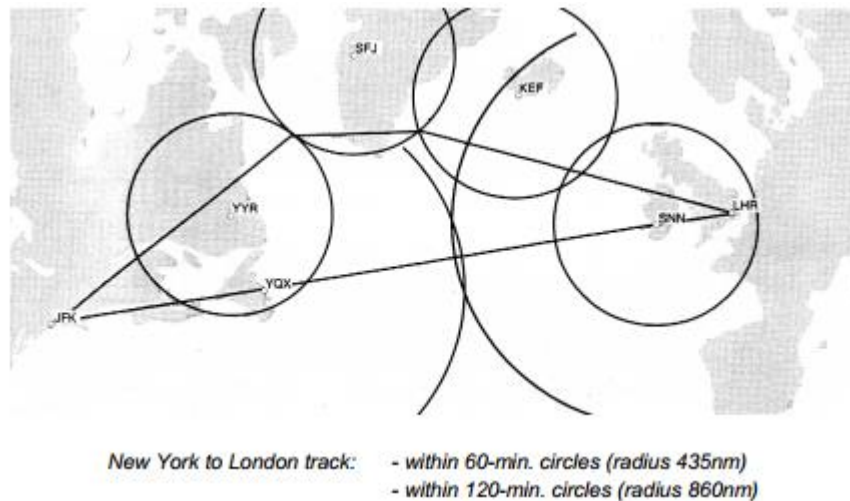 SFJ
KEF
YYR
LHR
SNN
YQX
JFK
New York to London track: - within 60-min. circles (radius 435nm)
- within 120-min. circles (radius 860nm)